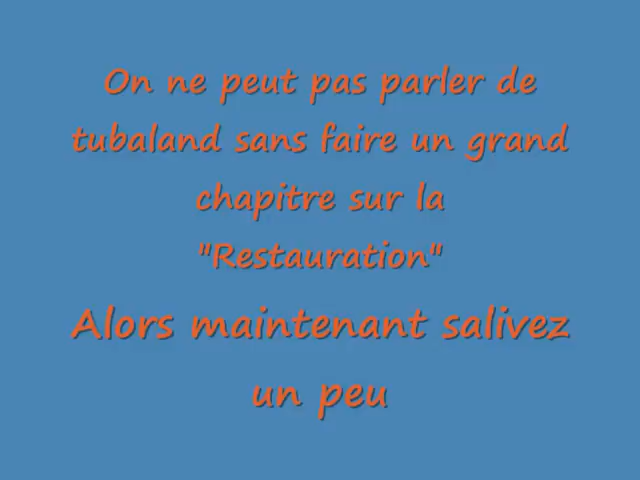 On ne peut pas parler de
tubaland sans faire un grand
chapitre sur la
"Restauration"
Alors maintenant salivez
un peu